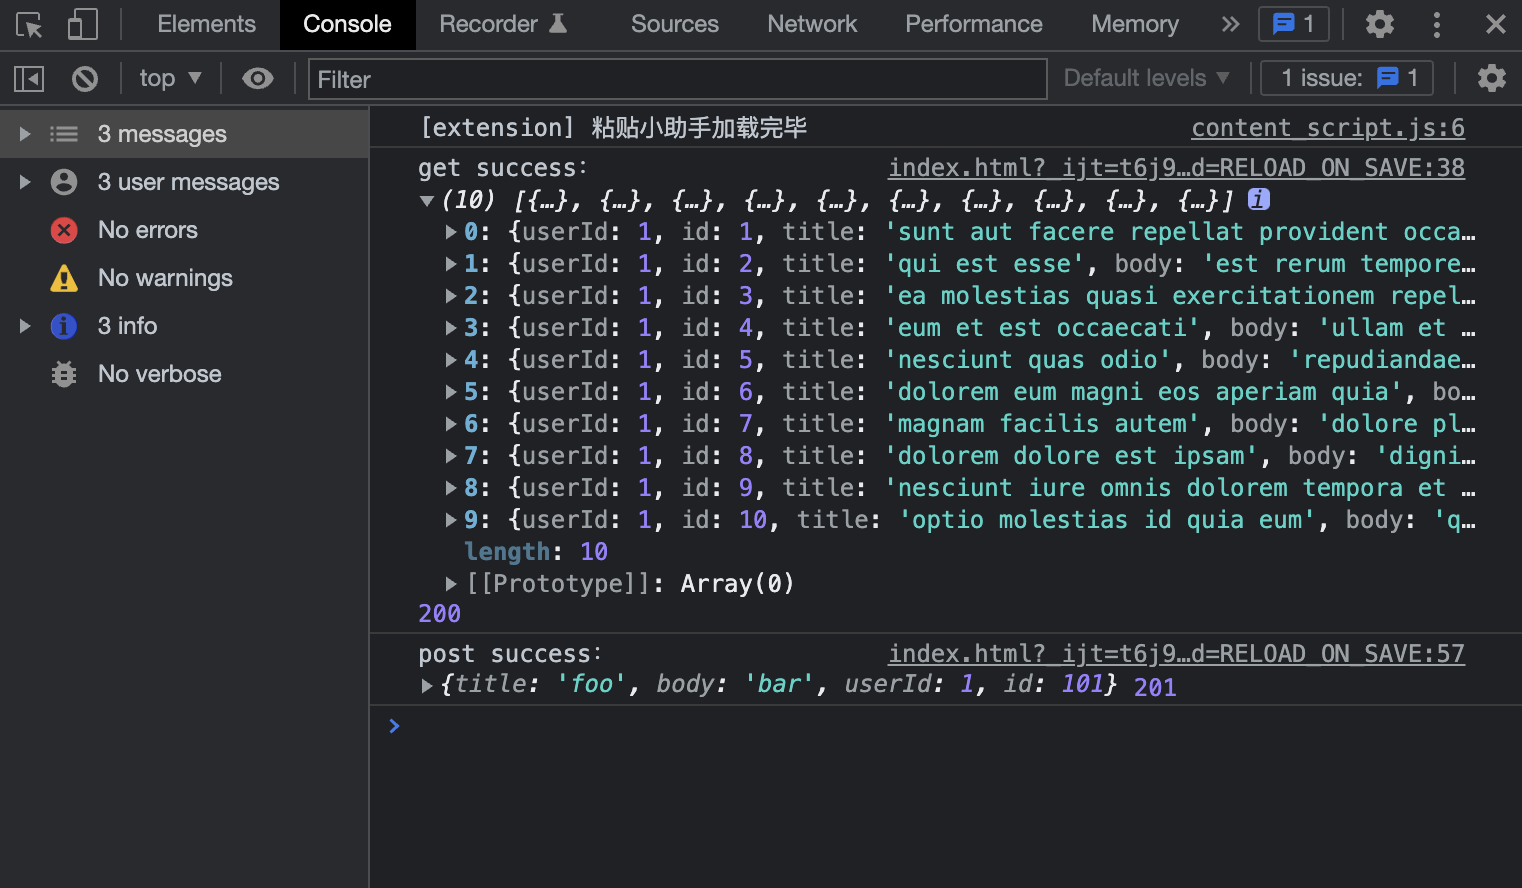 Elements Console Recorder Sources Network Performance Memory » 1
top Filter Default levels 1 issue: 1
3 messages
3 user messages
No errors
No warnings
3 info
No verbose
[extension] 粘贴小助手加载完毕 content_script.js:6
get success: index.html?_ijt=t6j9…d=RELOAD_ON_SAVE:38
(10) [{…}, {…}, {…}, {…}, {…}, {…}, {…}, {…}, {…}, {…}] i
0: {userId: 1, id: 1, title: 'sunt aut facere repellat provident occa…
1: {userId: 1, id: 2, title: 'qui est esse', body: 'est rerum tempore…
2: {userId: 1, id: 3, title: 'ea molestias quasi exercitationem repel…
3: {userId: 1, id: 4, title: 'eum et est occaecati', body: 'ullam et …
4: {userId: 1, id: 5, title: 'nesciunt quas odio', body: 'repudiandae…
5: {userId: 1, id: 6, title: 'dolorem eum magni eos aperiam quia', bo…
6: {userId: 1, id: 7, title: 'magnam facilis autem', body: 'dolore pl…
7: {userId: 1, id: 8, title: 'dolorem dolore est ipsam', body: 'digni…
8: {userId: 1, id: 9, title: 'nesciunt iure omnis dolorem tempora et …
9: {userId: 1, id: 10, title: 'optio molestias id quia eum', body: 'q…
length: 10
[[Prototype]]: Array(0)
200
post success: index.html?_ijt=t6j9…d=RELOAD_ON_SAVE:57
{title: 'foo', body: 'bar', userId: 1, id: 101} 201